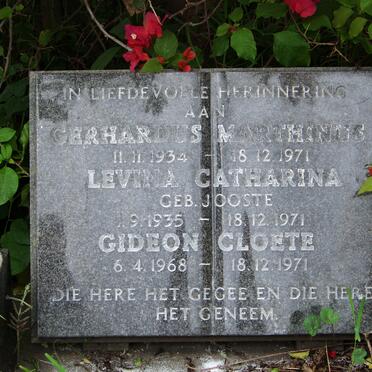 IN LIEFDEVOLLE HERINNERING
AAN
GERHARDUS MARTHINUS
11.11.1934 – 18.12.1971
LEVINA CATHARINA
GEB. JOOSTE
1.9.1935 – 18.12.1971
GIDEON CLOETE
6.4.1968 – 18.12.1971
DIE HERE HET GEGEE EN DIE HERE
HET GENEEM.